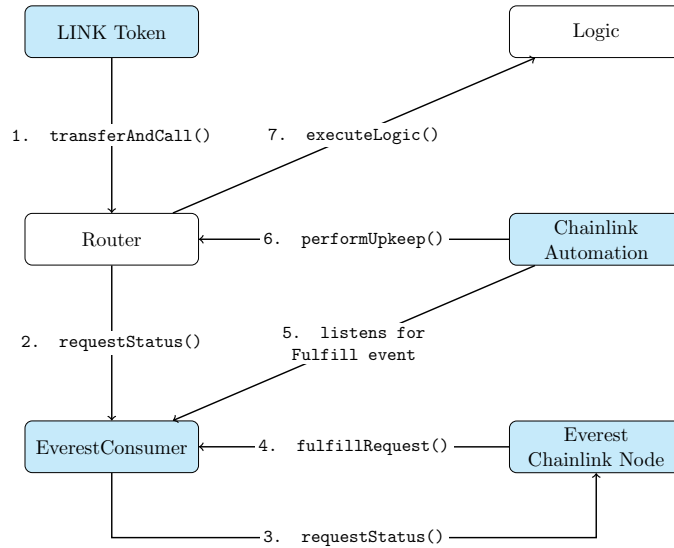 LINK Token
Logic
1. transferAndCall()
7. executeLogic()
Router
6. performUpkeep()
Chainlink
Automation
2. requestStatus()
5. listens for
Fulfill event
EverestConsumer
4. fulfillRequest()
Everest
Chainlink Node
3. requestStatus()